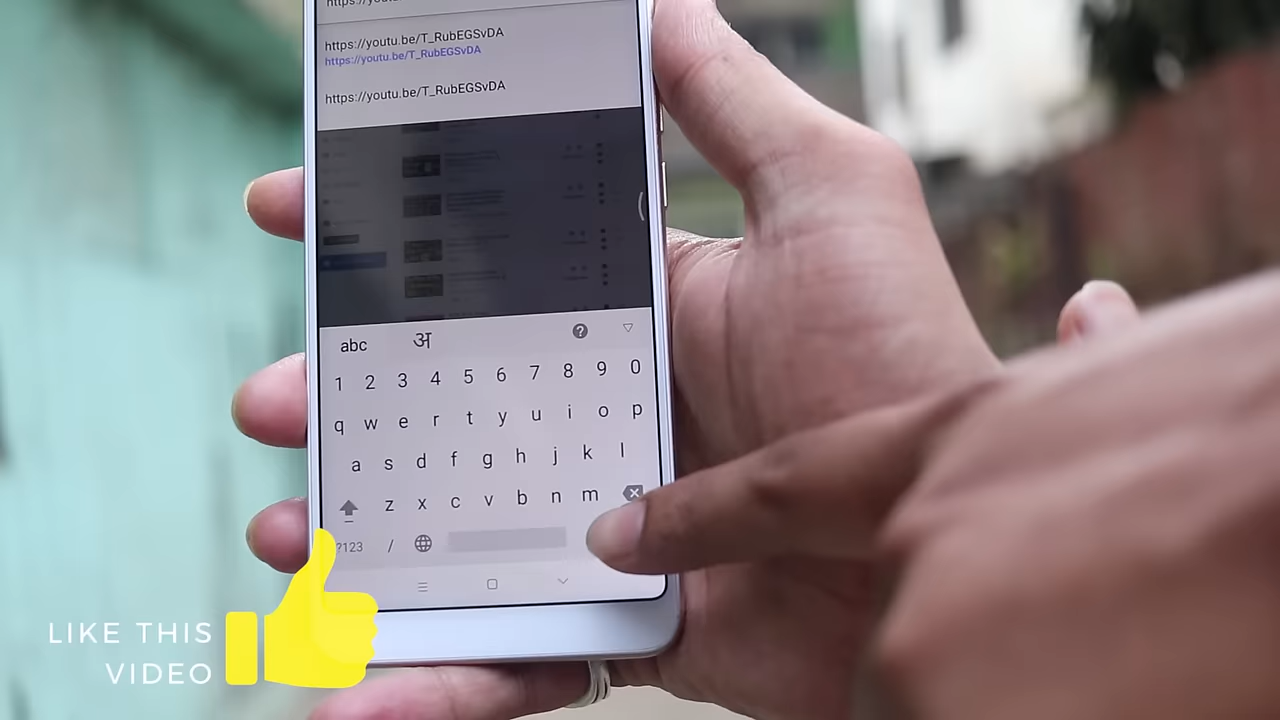 https://youtu.be/T_RubEGSvDA
https://youtu.be/T_RubEGSvDA
https://youtu.be/T_RubEGSvDA
abc अ
1 2 3 4 5 6 7 8 9 0
q w e r t y u i o p
a s d f g h j k l
z x c v b n m
?123 /
LIKE THIS
VIDEO